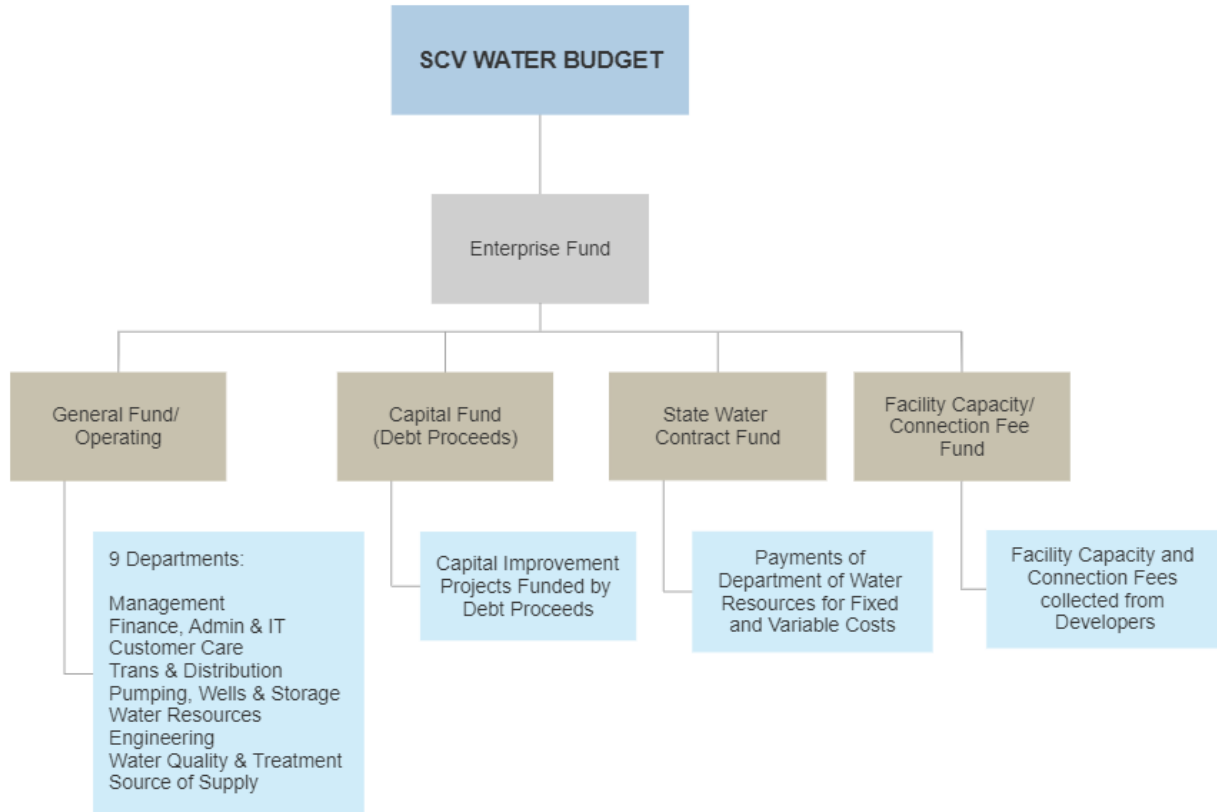 SCV WATER BUDGET
Enterprise Fund
General Fund/
Operating
Capital Fund
(Debt Proceeds)
State Water
Contract Fund
Facility Capacity/
Connection Fee
Fund
9 Departments:
Management
Finance, Admin & IT
Customer Care
Trans & Distribution
Pumping, Wells & Storage
Water Resources
Engineering
Water Quality & Treatment
Source of Supply
Capital Improvement
Projects Funded by
Debt Proceeds
Payments of
Department of Water
Resources for Fixed
and Variable Costs
Facility Capacity and
Connection Fees
collected from
Developers